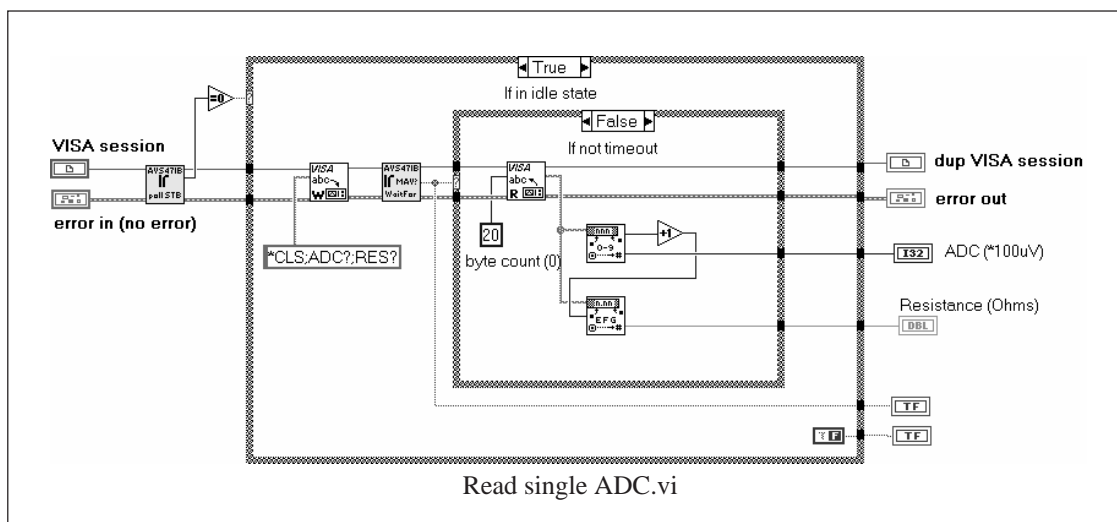 True
If in idle state
=0
False
If not timeout
VISA session
AVS47IB
poll STB
error in (no error)
VISA
abc
W
AVS47IB
MAV?
WaitFor
VISA
abc
R
dup VISA session
error out
*CLS;ADC?;RES?
20
byte count (0)
nnn
0-9
#
+1
I32
ADC (*100uV)
n.nn
EFG
#
Resistance (Ohms)
DBL
TF
F
TF
Read single ADC.vi